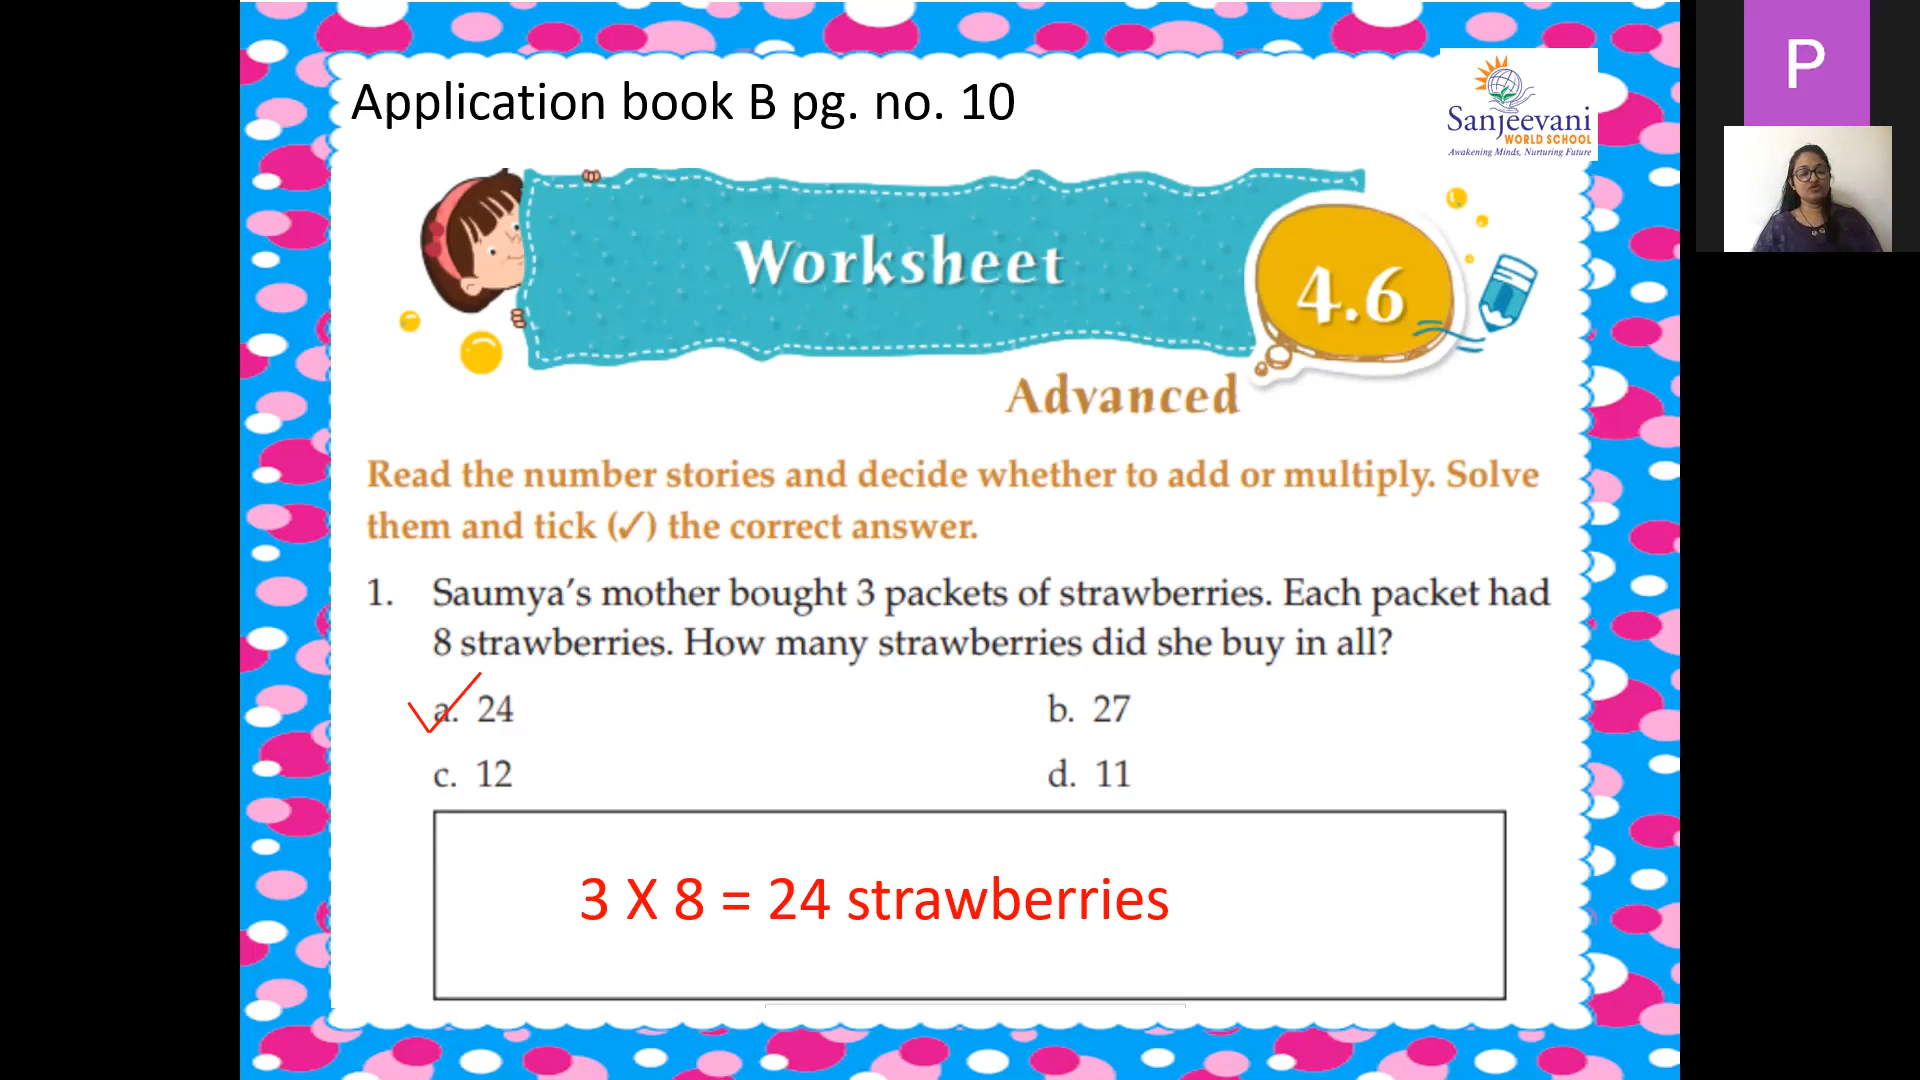 Application book B pg. no. 10
Sanjeevani
WORLD SCHOOL
Awakening Minds, Nurturing Future
P
Worksheet
4.6
Advanced
Read the number stories and decide whether to add or multiply. Solve
them and tick (✓) the correct answer.
1. Saumya's mother bought 3 packets of strawberries. Each packet had
8 strawberries. How many strawberries did she buy in all?
a. 24 b. 27
c. 12 d. 11
3 X 8 = 24 strawberries